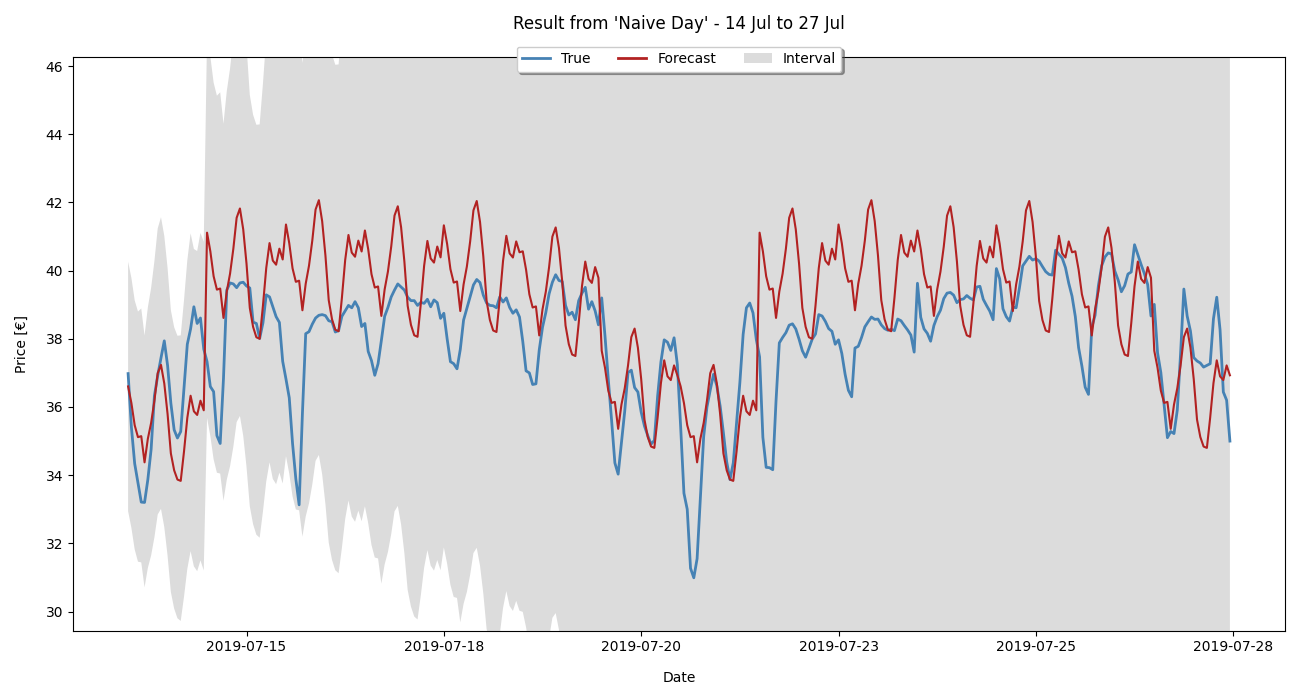 Result from 'Naive Day' - 14 Jul to 27 Jul
True Forecast Interval
46
44
42
40
38
36
34
32
30
Price [€]
2019-07-15 2019-07-18 2019-07-20 2019-07-23 2019-07-25 2019-07-28
Date